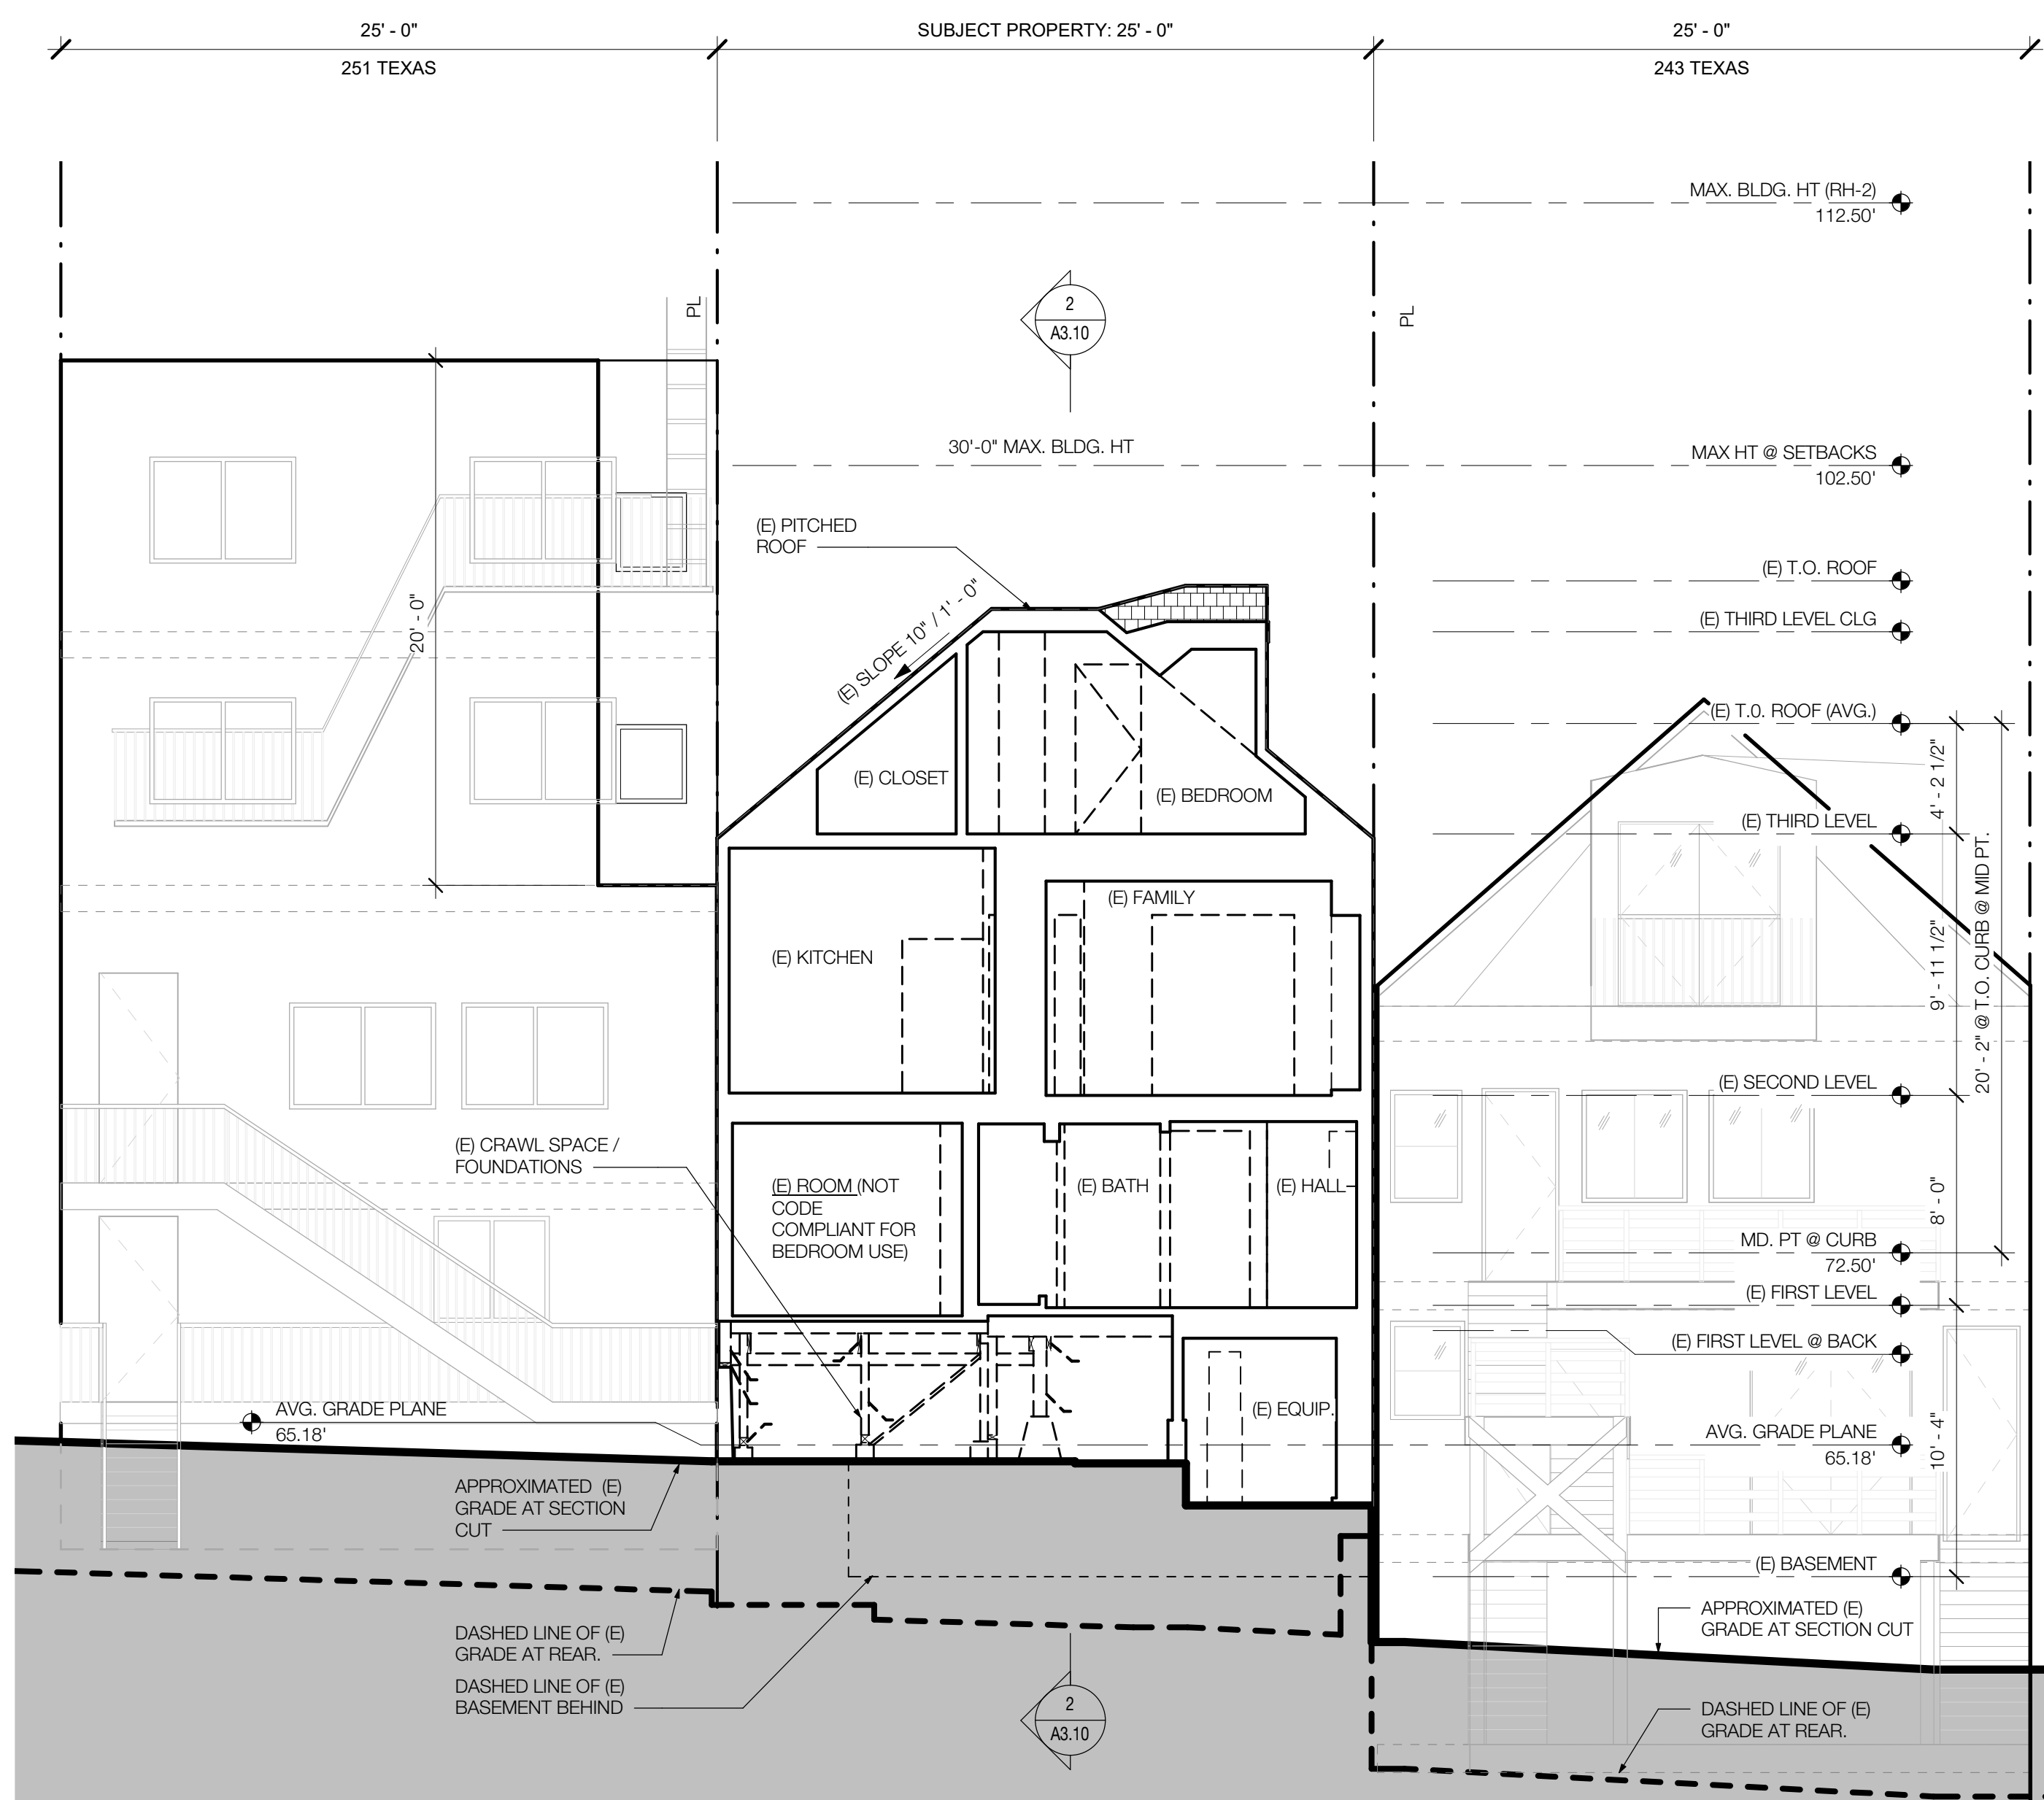 25' - 0"
SUBJECT PROPERTY: 25' - 0"
25' - 0"
251 TEXAS
243 TEXAS
MAX. BLDG. HT (RH-2)
112.50'
PL
PL
2
A3.10
30'-0" MAX. BLDG. HT
MAX HT @ SETBACKS
102.50'
(E) PITCHED
ROOF
(E) SLOPE 10" / 1' - 0"
20' - 0"
(E) T.O. ROOF
(E) THIRD LEVEL CLG
(E) T.0. ROOF (AVG.)
4' - 2 1/2"
(E) CLOSET
(E) BEDROOM
(E) THIRD LEVEL
(E) FAMILY
(E) KITCHEN
9' - 11 1/2"
20' - 2" @ T.O. CURB @ MID PT.
(E) SECOND LEVEL
(E) CRAWL SPACE /
FOUNDATIONS
(E) ROOM (NOT
CODE
COMPLIANT FOR
BEDROOM USE)
(E) BATH
(E) HALL
8' - 0"
MD. PT @ CURB
72.50'
(E) FIRST LEVEL
(E) FIRST LEVEL @ BACK
AVG. GRADE PLANE
65.18'
(E) EQUIP.
AVG. GRADE PLANE
65.18'
10' - 4"
APPROXIMATED (E)
GRADE AT SECTION
CUT
(E) BASEMENT
APPROXIMATED (E)
GRADE AT SECTION CUT
DASHED LINE OF (E)
GRADE AT REAR.
DASHED LINE OF (E)
BASEMENT BEHIND
2
A3.10
DASHED LINE OF (E)
GRADE AT REAR.